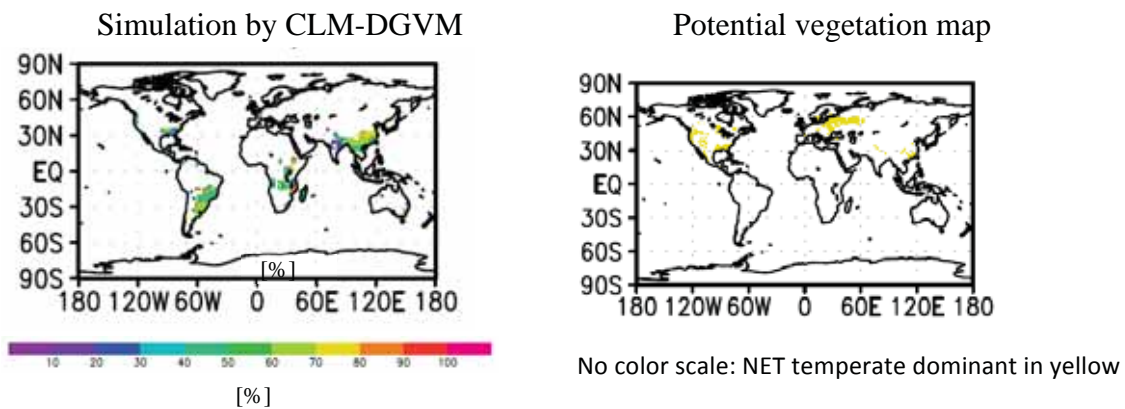 Simulation by CLM-DGVM
Potential vegetation map
90N
60N
30N
EQ
30S
60S
90S
[%]
180 120W 60W 0 60E 120E 180
90N
60N
30N
EQ
30S
60S
90S
180 120W 60W 0 60E 120E 180
10 20 30 40 50 60 70 80 90 100
[%]
No color scale: NET temperate dominant in yellow